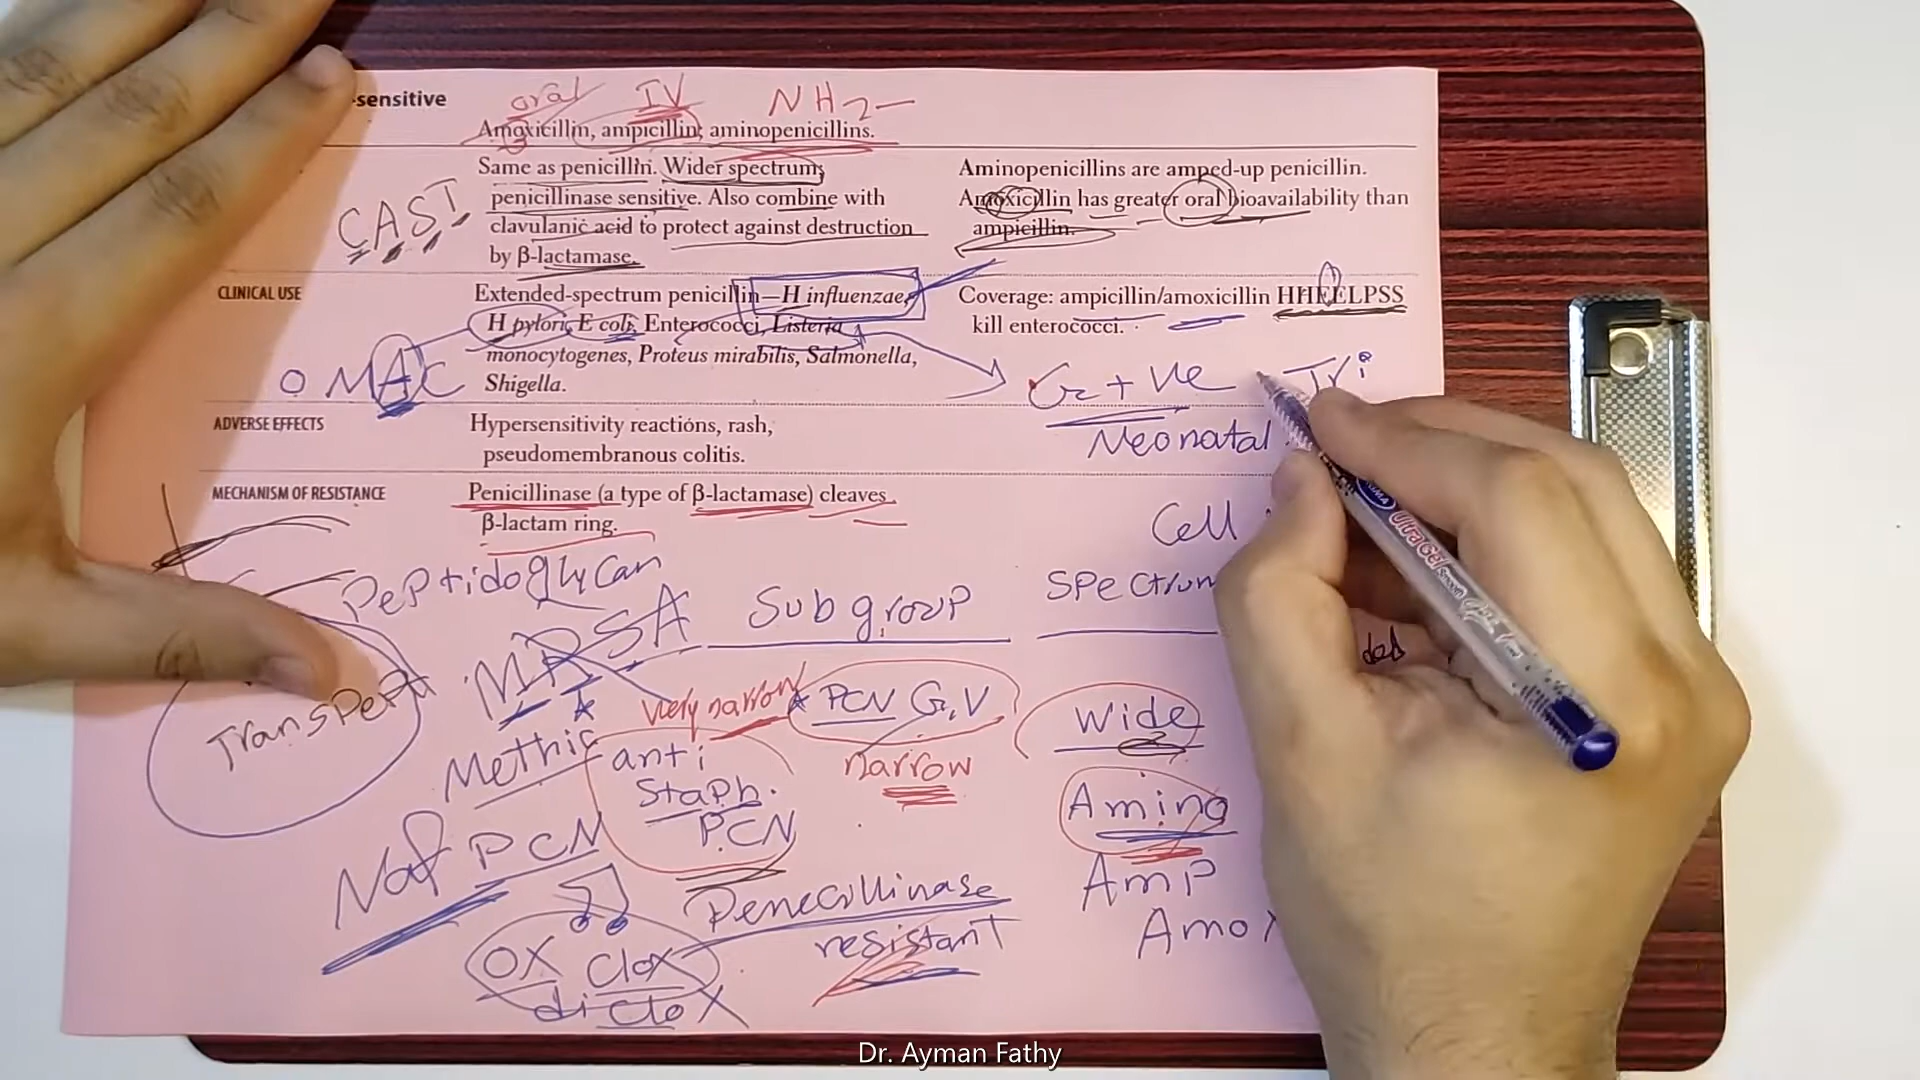 oral IV NH2-
-sensitive
Amoxicillin, ampicillin; aminopenicillins.
Same as penicillin. Wider spectrum;
penicillinase sensitive. Also combine with
clavulanic acid to protect against destruction
by β-lactamase.
Aminopenicillins are amped-up penicillin.
Amoxicillin has greater oral bioavailability than
ampicillin.
CAST
CLINICAL USE
Extended-spectrum penicillin—H influenzae,
H pylori, E coli, Enterococci, Listeria
monocytogenes, Proteus mirabilis, Salmonella,
Shigella.
Coverage: ampicillin/amoxicillin HHEELPSS
kill enterococci.
O MAC
Gr + ve
Neonatal
ADVERSE EFFECTS
Hypersensitivity reactions, rash,
pseudomembranous colitis.
MECHANISM OF RESISTANCE
Penicillinase (a type of β-lactamase) cleaves
β-lactam ring.
Cell
Peptidoglycan
MRSA
Subgroup
Spectrum
ded
Very narrow
PCN G,V
narrow
Wide
TransPept
Methic
anti
Staph.
PCN
Amino
Amp
Amox
Naf PCN
Penecillinase
resistant
OX Clox
diclox
Dr. Ayman Fathy